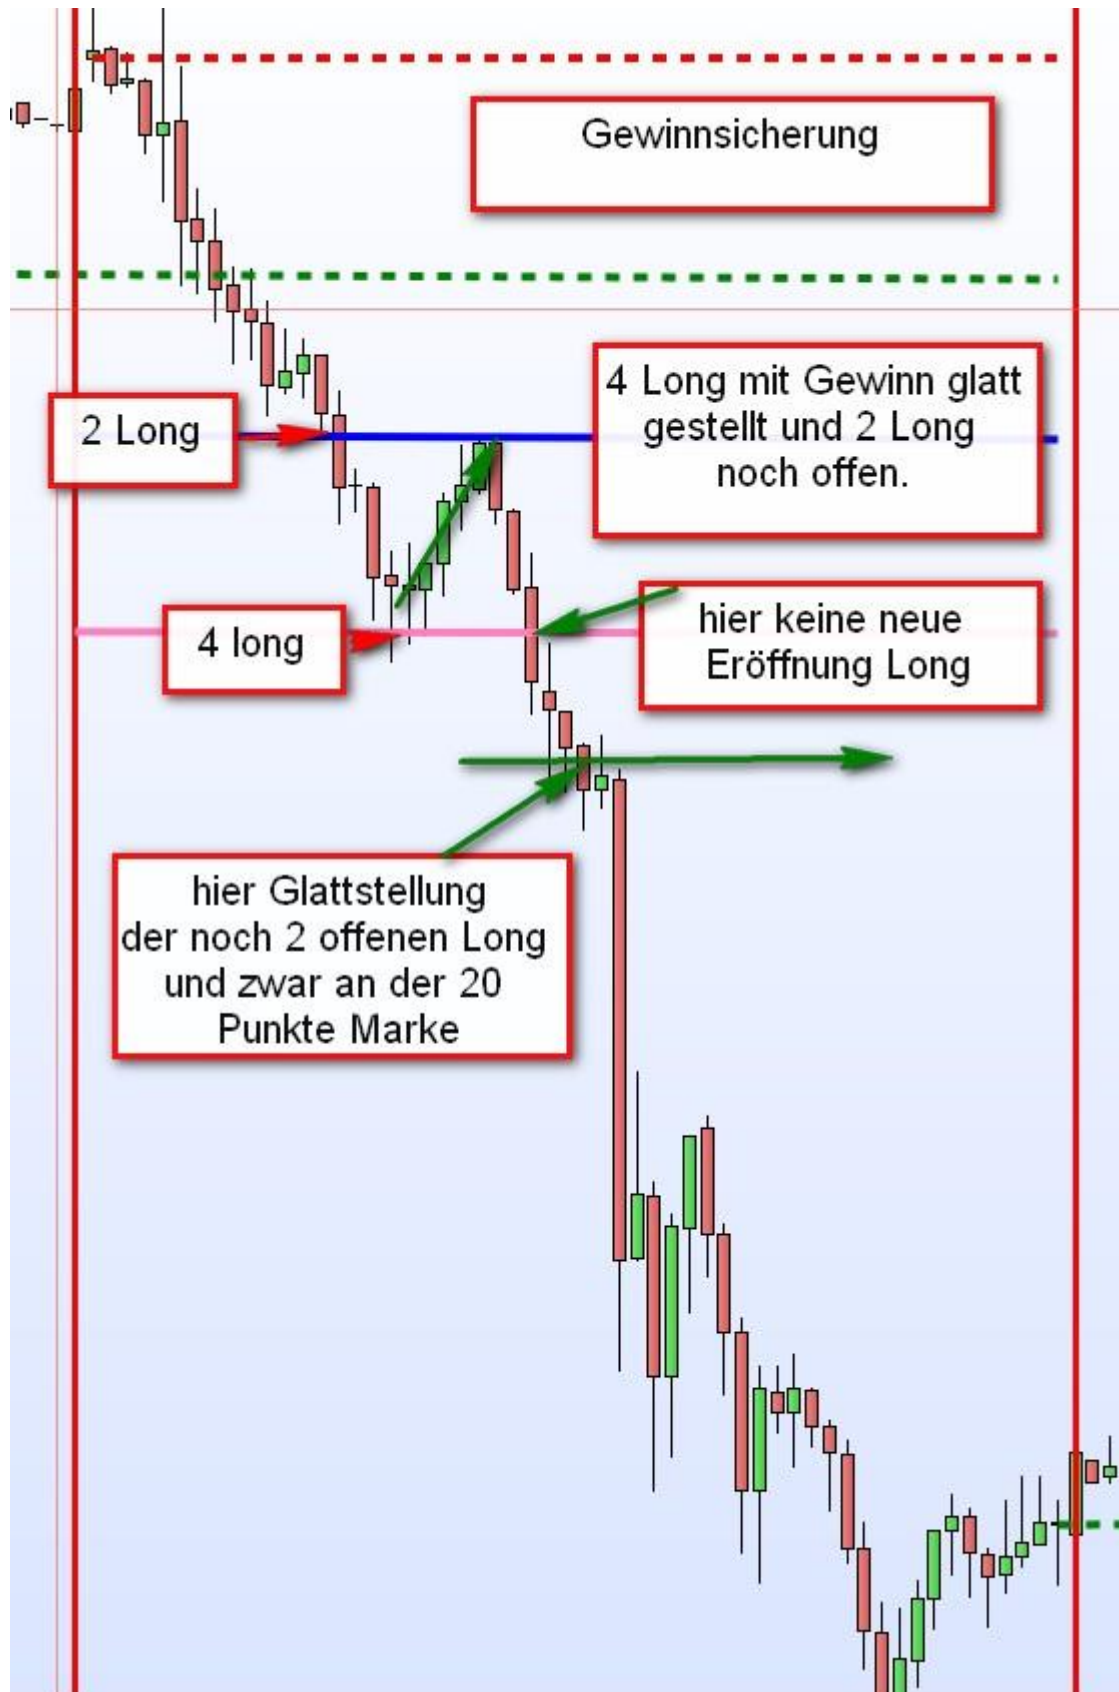 Gewinnsicherung
4 Long mit Gewinn glatt
gestellt und 2 Long
noch offen.
2 Long
hier keine neue
Eröffnung Long
4 long
hier Glattstellung
der noch 2 offenen Long
und zwar an der 20
Punkte Marke